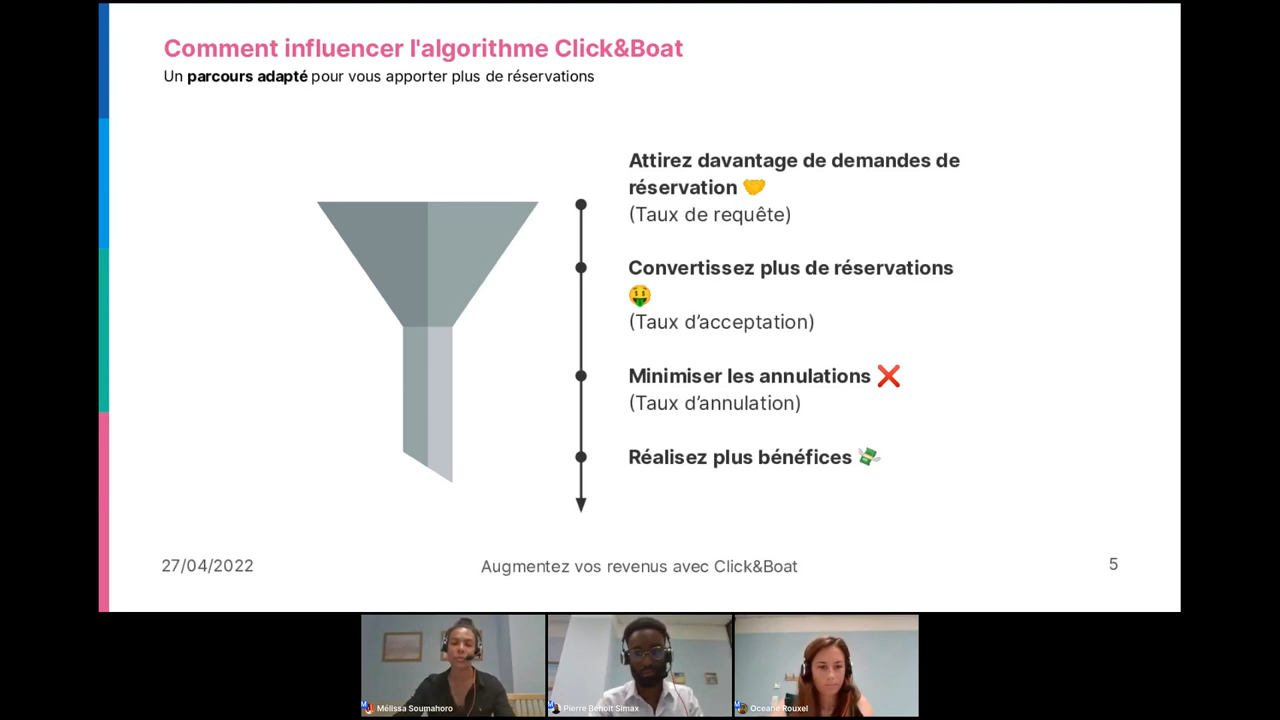 Comment influencer l'algorithme Click&Boat
Un parcours adapté pour vous apporter plus de réservations
Attirez davantage de demandes de
réservation 🤝
(Taux de requête)
Convertissez plus de réservations
🤑
(Taux d’acceptation)
Minimiser les annulations ❌
(Taux d’annulation)
Réalisez plus bénéfices 💸
27/04/2022
Augmentez vos revenus avec Click&Boat
5
Mélissa Soumahoro
Pierre Benoit Simax
Oceane Rouxel